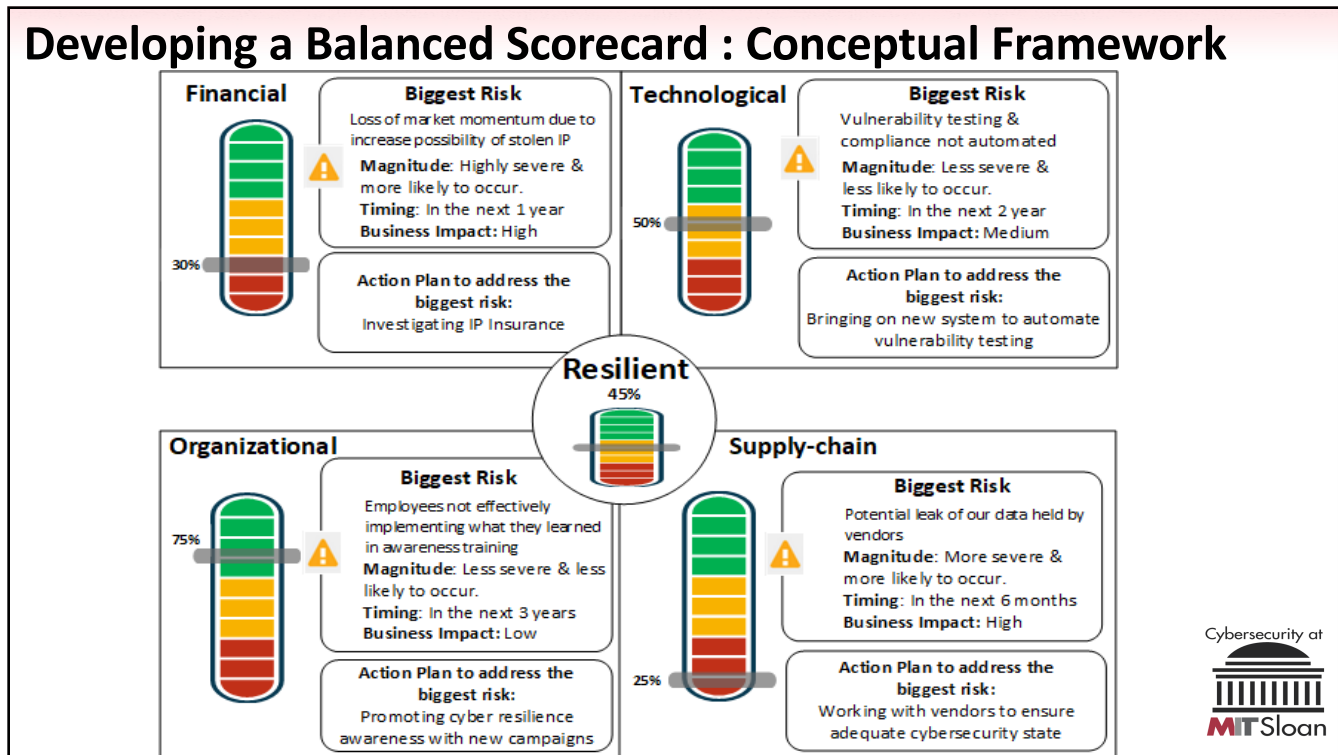 Developing a Balanced Scorecard : Conceptual Framework
Financial
Biggest Risk
Loss of market momentum due to
increase possibility of stolen IP
Magnitude: Highly severe &
more likely to occur.
Timing: In the next 1 year
Business Impact: High
30%
Action Plan to address the
biggest risk:
Investigating IP Insurance
Technological
Biggest Risk
Vulnerability testing &
compliance not automated
Magnitude: Less severe &
less likely to occur.
Timing: In the next 2 year
Business Impact: Medium
50%
Action Plan to address the
biggest risk:
Bringing on new system to automate
vulnerability testing
Resilient
45%
Organizational
Biggest Risk
Employees not effectively
implementing what they learned
in awareness training
Magnitude: Less severe & less
likely to occur.
Timing: In the next 3 years
Business Impact: Low
75%
Action Plan to address the
biggest risk:
Promoting cyber resilience
awareness with new campaigns
Supply-chain
Biggest Risk
Potential leak of our data held by
vendors
Magnitude: More severe &
more likely to occur.
Timing: In the next 6 months
Business Impact: High
25%
Action Plan to address the
biggest risk:
Working with vendors to ensure
adequate cybersecurity state
Cybersecurity at
MIT Sloan